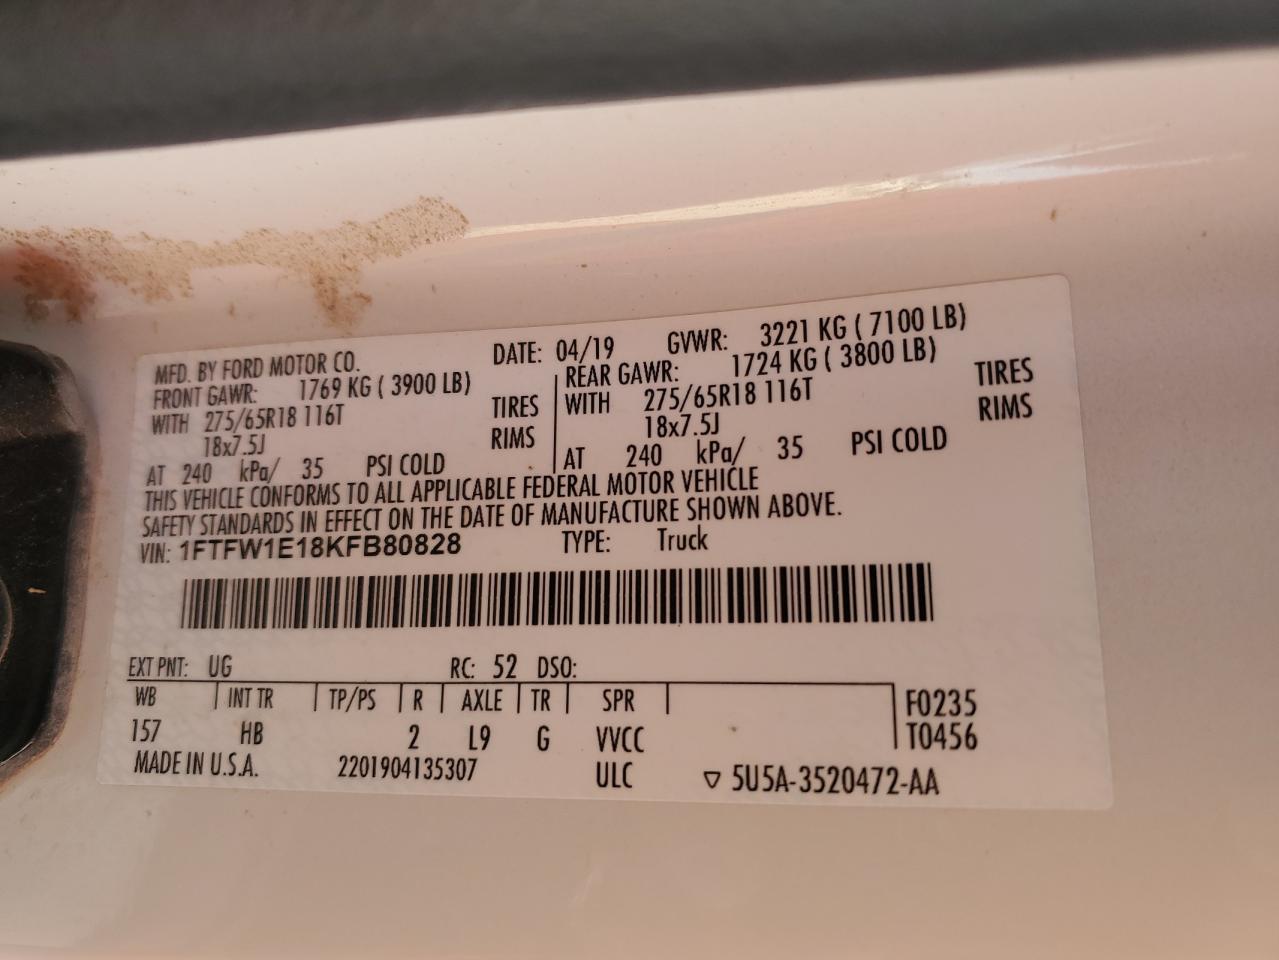 MFD. BY FORD MOTOR CO. DATE: 04/19 GVWR: 3221 KG ( 7100 LB)
FRONT GAWR: 1769 KG ( 3900 LB) REAR GAWR: 1724 KG ( 3800 LB)
WITH 275/65R18 116T TIRES WITH 275/65R18 116T TIRES
18x7.5J RIMS 18x7.5J RIMS
AT 240 kPa/ 35 PSI COLD AT 240 kPa/ 35 PSI COLD
THIS VEHICLE CONFORMS TO ALL APPLICABLE FEDERAL MOTOR VEHICLE
SAFETY STANDARDS IN EFFECT ON THE DATE OF MANUFACTURE SHOWN ABOVE.
VIN: 1FTFW1E18KFB80828 TYPE: Truck
EXT PNT: UG RC: 52 DSO:
WB INT TR TP/PS R AXLE TR SPR F0235
157 HB 2 L9 G VVCC T0456
MADE IN U.S.A. 2201904135307 ULC ▽ 5U5A-3520472-AA